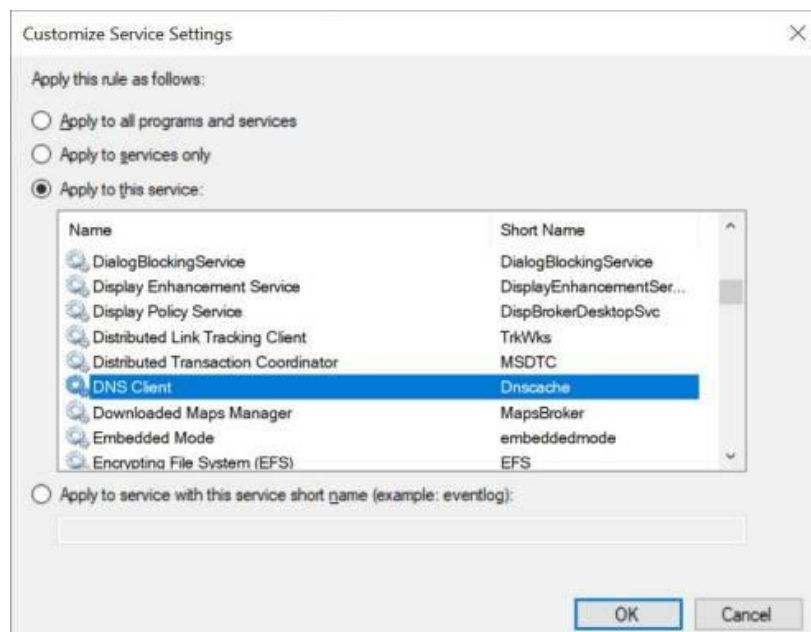 Customize Service Settings
Apply this rule as follows:
Apply to all programs and services
Apply to services only
Apply to this service:
Name Short Name
DialogBlockingService DialogBlockingService
Display Enhancement Service DisplayEnhancementSer...
Display Policy Service DispBrokerDesktopSvc
Distributed Link Tracking Client TrkWks
Distributed Transaction Coordinator MSDTC
DNS Client Dnscache
Downloaded Maps Manager MapsBroker
Embedded Mode embeddedmode
Encrypting File System (EFS) EFS
Apply to service with this service short name (example: eventlog):
OK Cancel